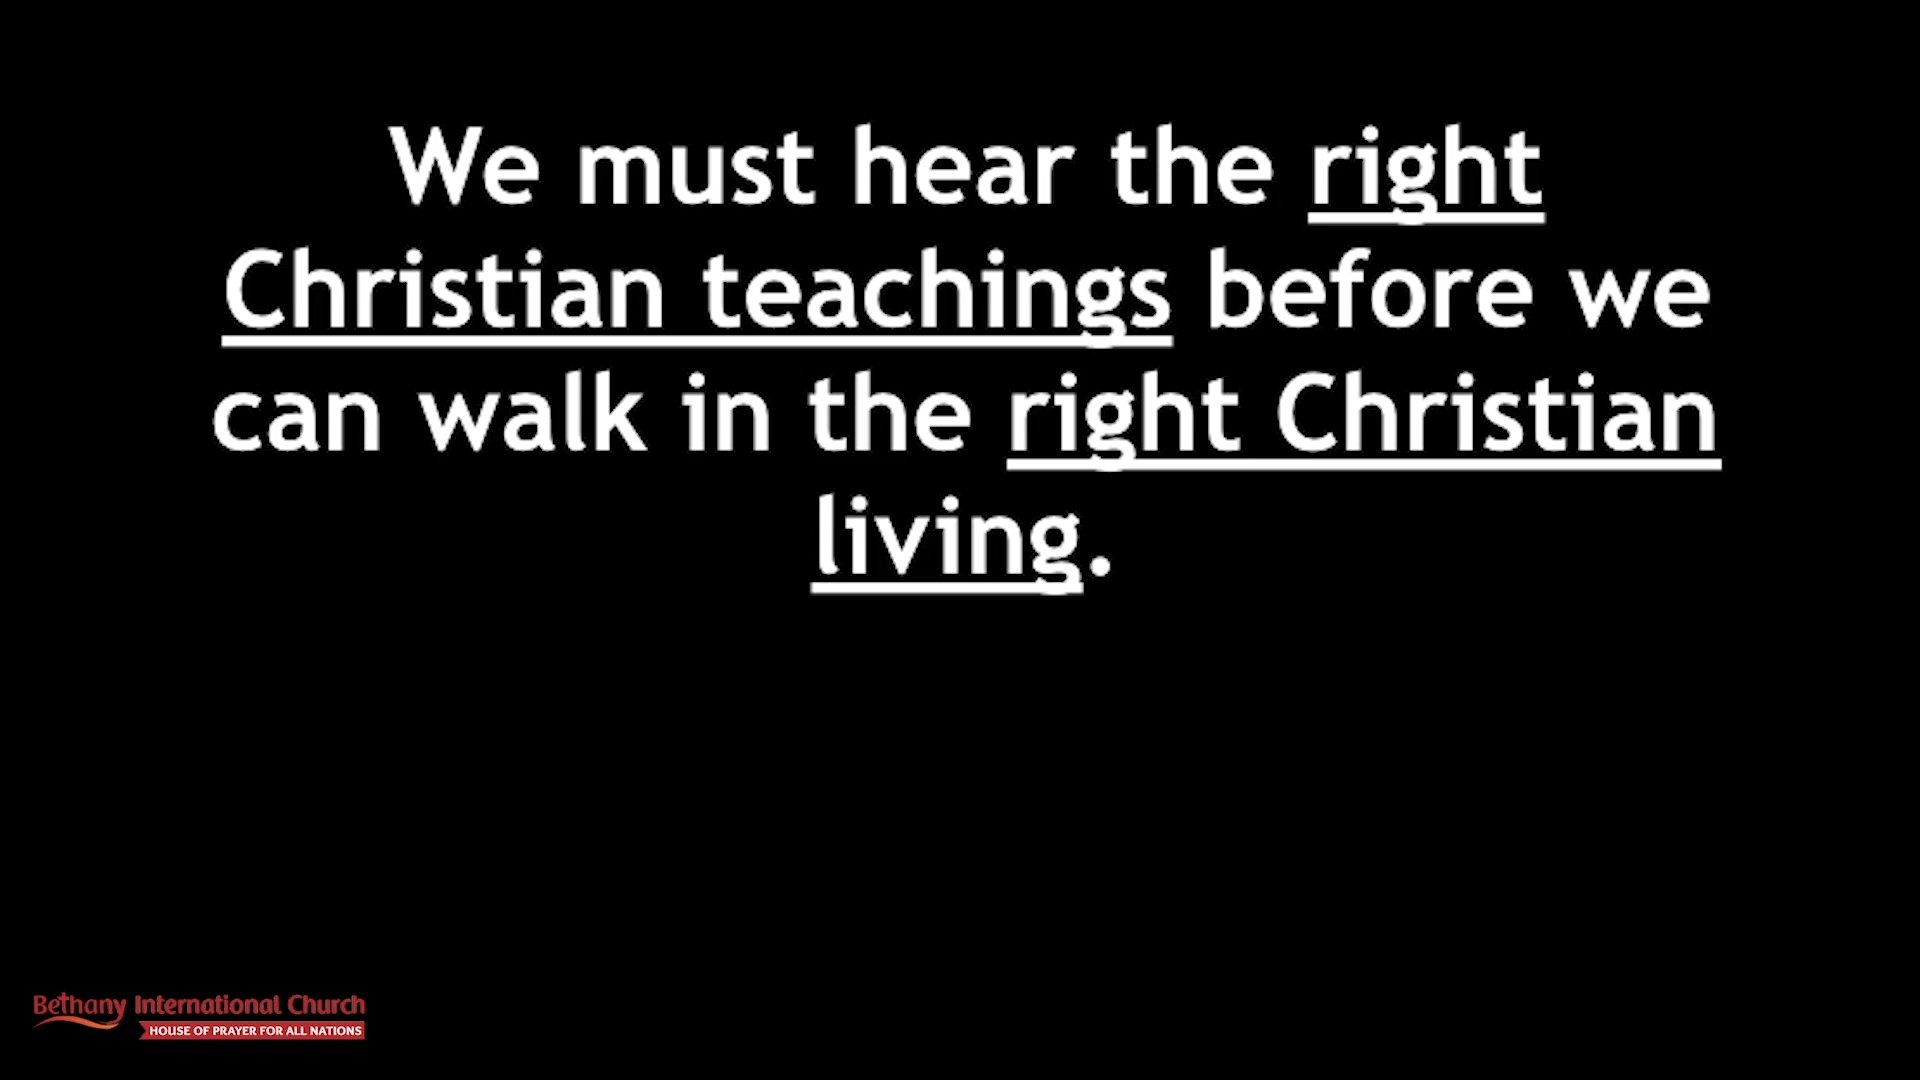 We must hear the right
Christian teachings before we
can walk in the right Christian
living.
Bethany International Church
HOUSE OF PRAYER FOR ALL NATIONS